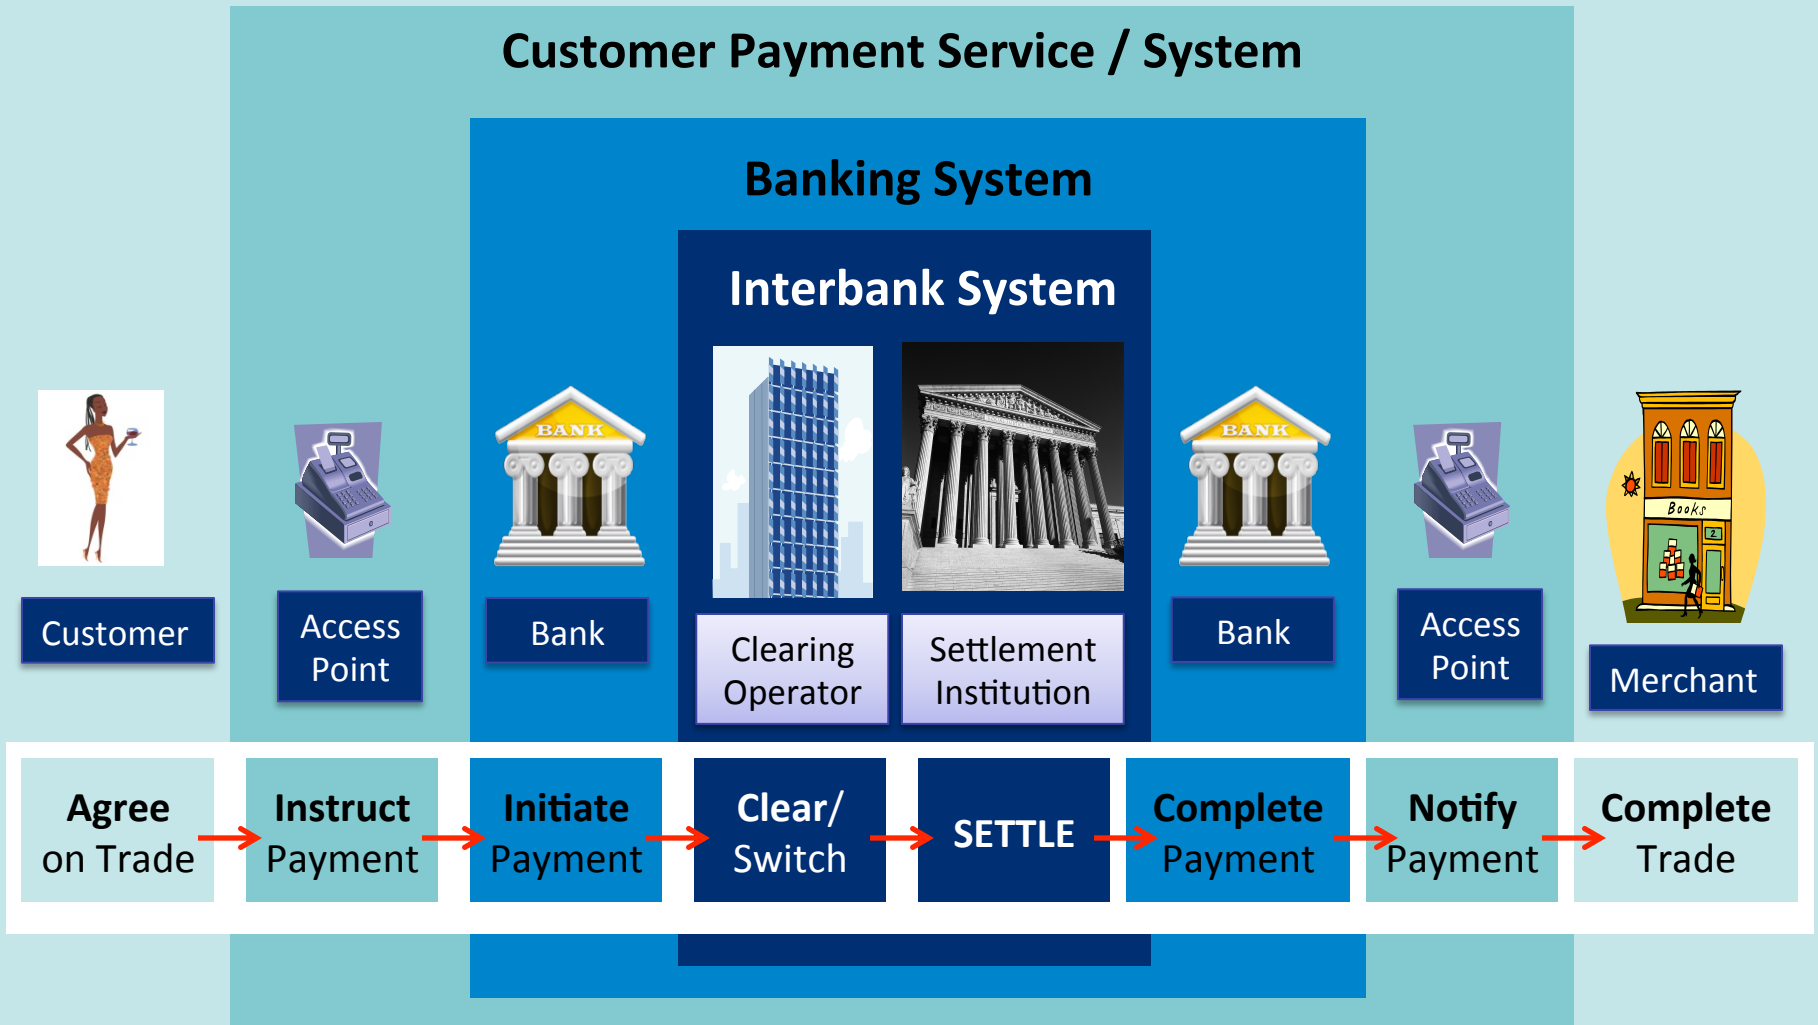 Customer Payment Service / System
Banking System
Interbank System
BANK
BANK
Books
2
Customer
Access
Point
Bank
Clearing
Operator
Settlement
Institution
Bank
Access
Point
Merchant
Agree
on Trade
Instruct
Payment
Initiate
Payment
Clear/
Switch
SETTLE
Complete
Payment
Notify
Payment
Complete
Trade